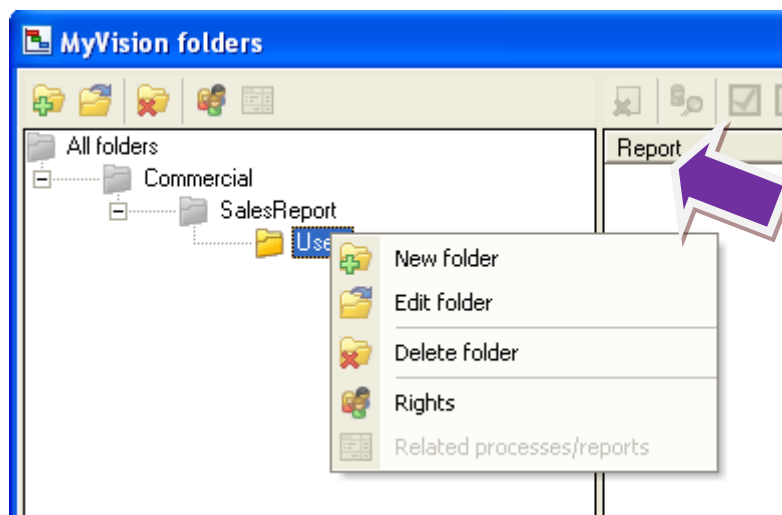 MyVision folders
All folders
Report
Commercial
SalesReport
New folder
Edit folder
Delete folder
Rights
Related processes/reports